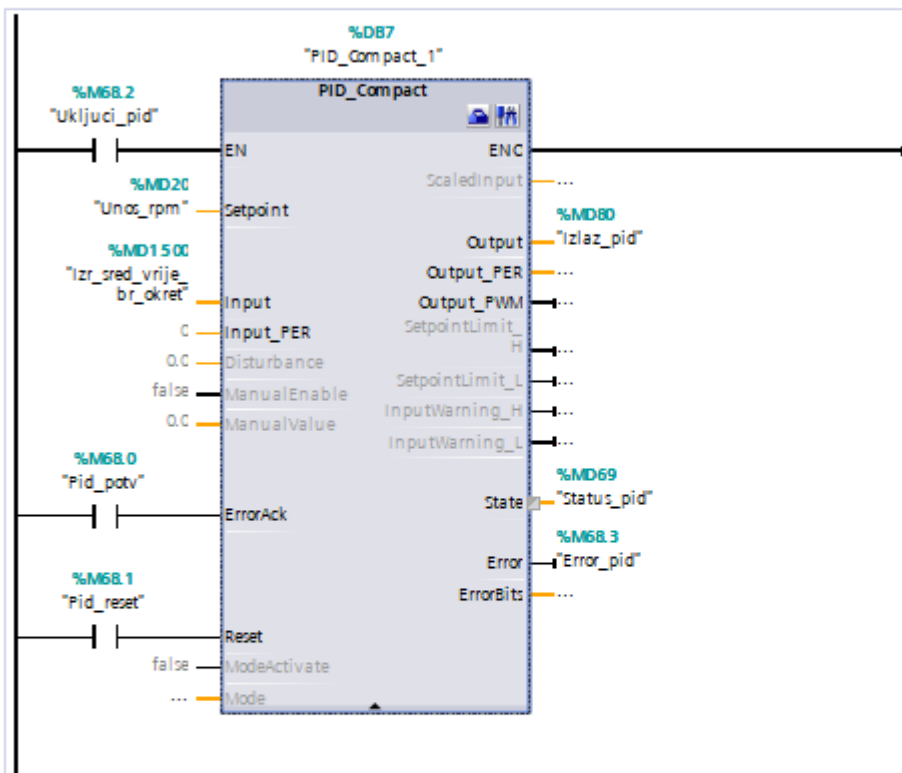 %DB7
"PID_Compact_1"
PID_Compact
%M68.2
"Ukljuci_pid"
EN
ENO
ScaledInput
...
%MD20
"Unos_rpm"
Setpoint
%MD80
"Izlaz_pid"
Output
%MD1500
"Izr_sred_vrije_
br_okret"
Input
Output_PER
...
Output_PWM
...
0
Input_PER
SetpointLimit_
H
...
0.0
Disturbance
SetpointLimit_L
...
false
ManualEnable
InputWarning_H
...
0.0
ManualValue
InputWarning_L
...
%M68.0
"Pid_potv"
ErrorAck
%MD69
"Status_pid"
State
%M68.3
"Error_pid"
Error
ErrorBits
...
%M68.1
"Pid_reset"
Reset
false
ModeActivate
...
Mode